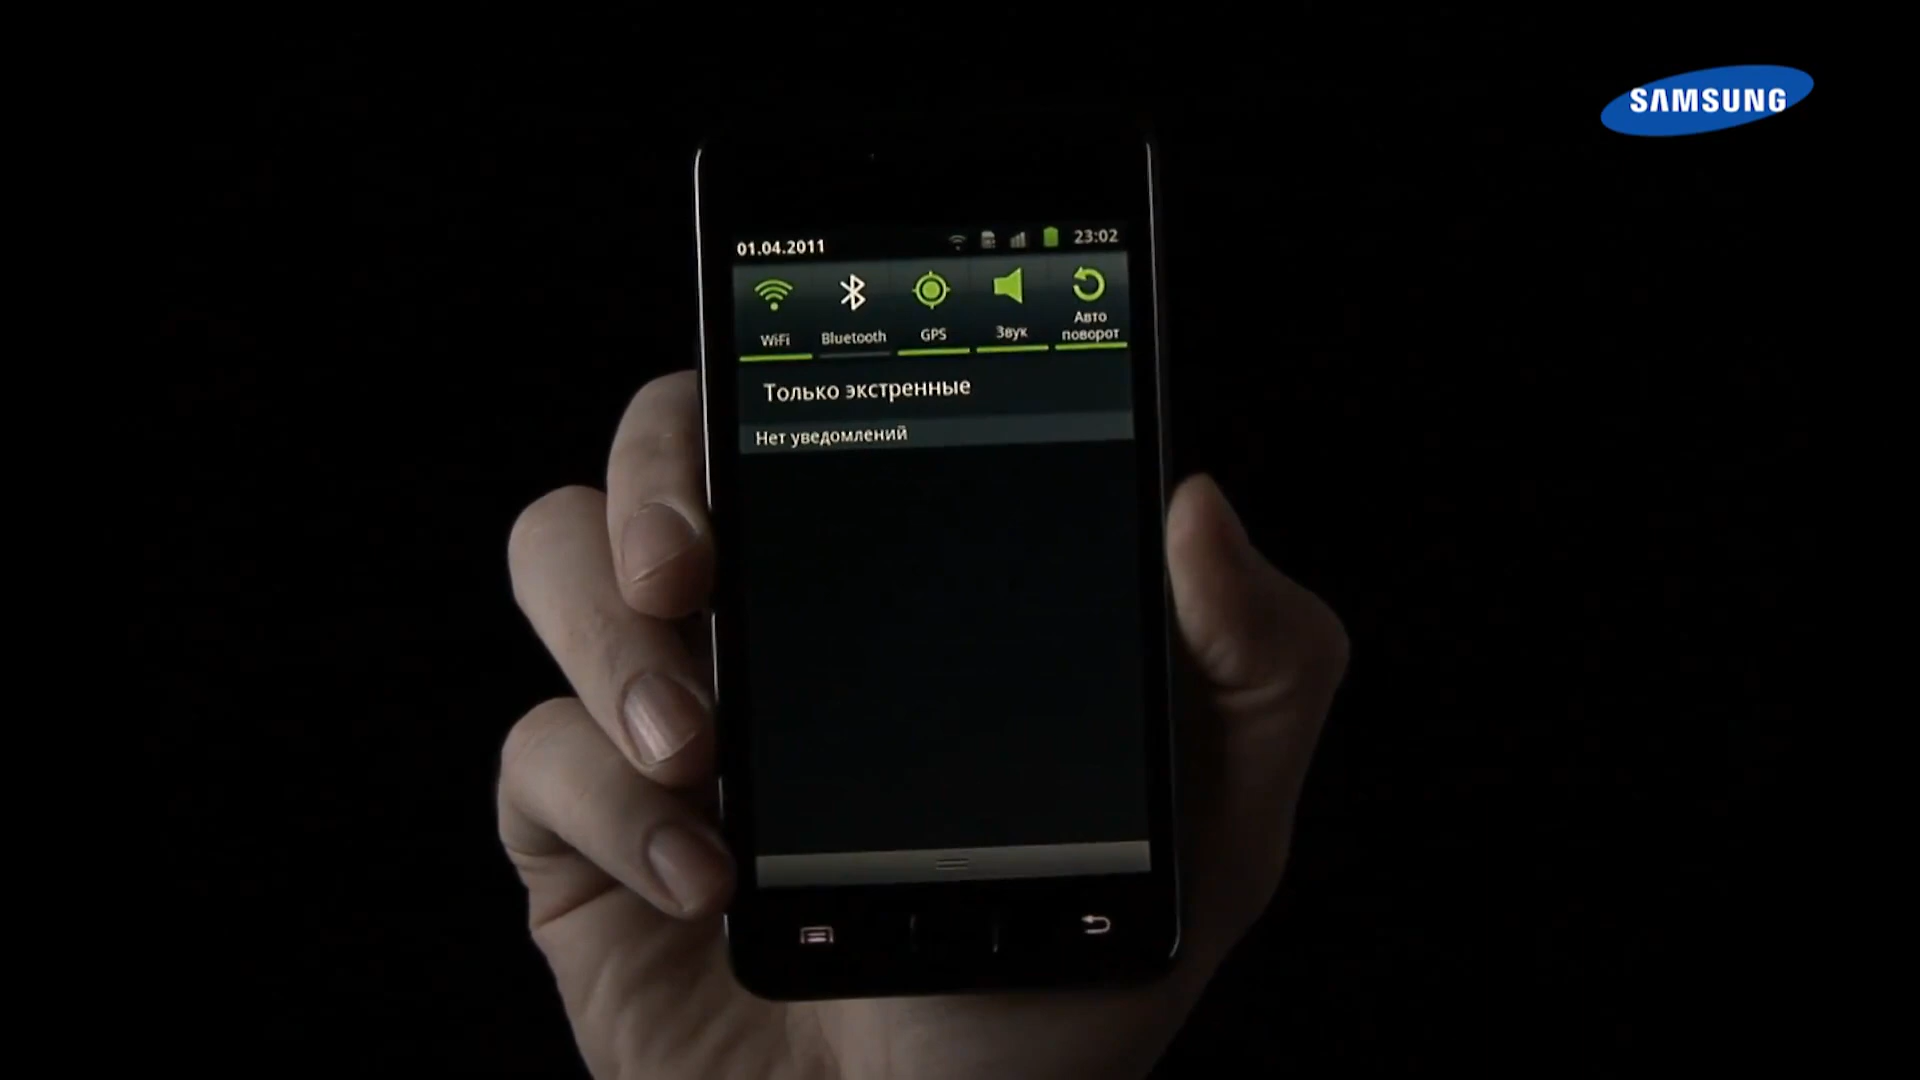 SAMSUNG
01.04.2011 23:02
WiFi Bluetooth GPS Звук Авто поворот
Только экстренные
Нет уведомлений